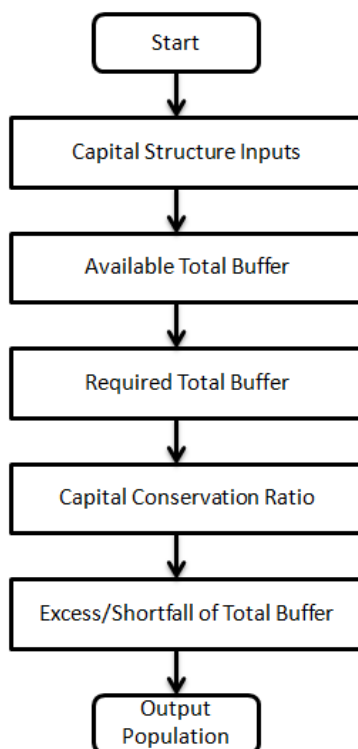 Start
Capital Structure Inputs
Available Total Buffer
Required Total Buffer
Capital Conservation Ratio
Excess/Shortfall of Total Buffer
Output
Population